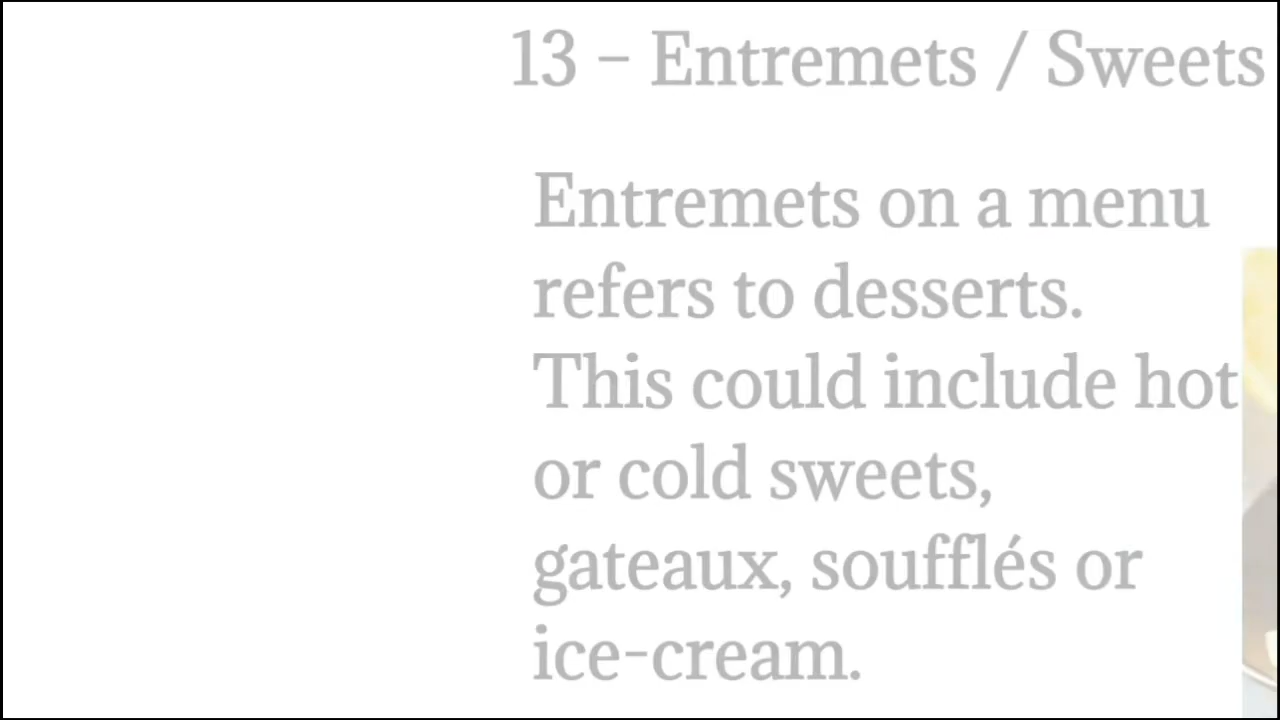 13 – Entremets / Sweets
Entremets on a menu
refers to desserts.
This could include hot
or cold sweets,
gateaux, soufflés or
ice-cream.